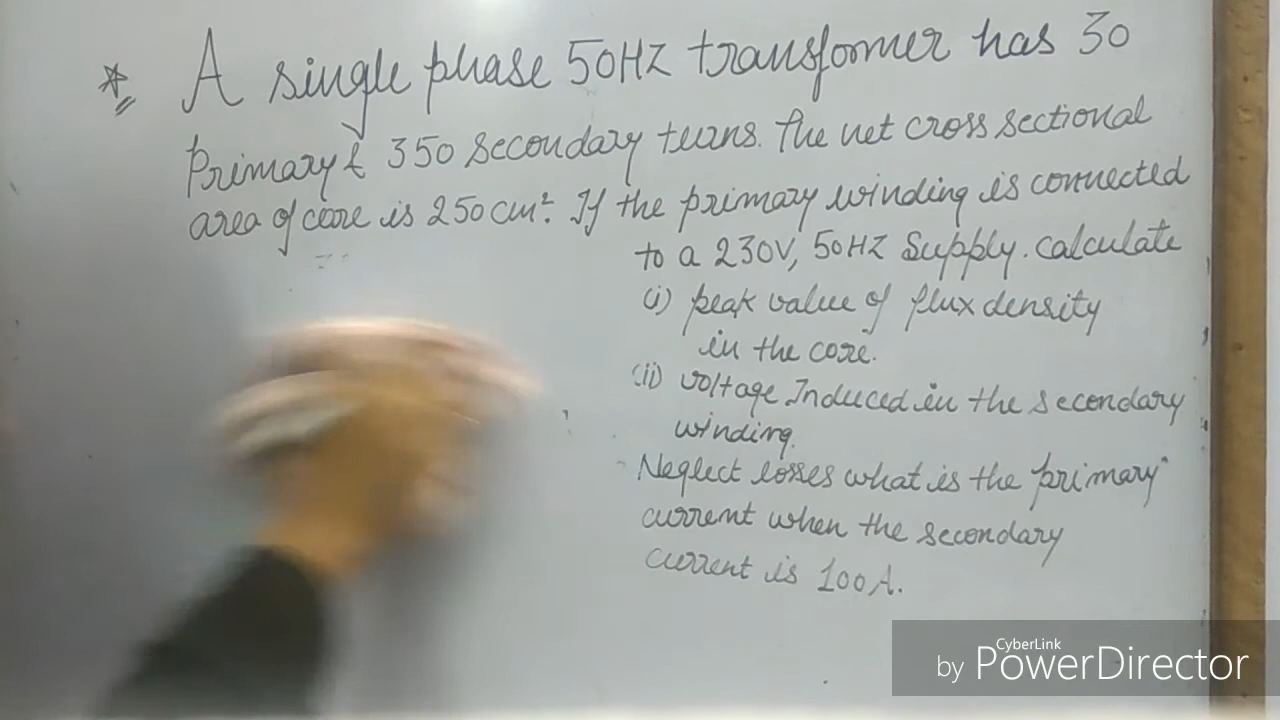 * A single phase 50HZ transformer has 30
Primary & 350 secondary turns. The net cross sectional
area of core is 250 cm². If the primary winding is connected
to a 230V, 50HZ Supply. Calculate
(i) peak value of flux density
in the core.
(ii) voltage Induced in the secondary
winding.
Neglect losses what is the primary
current when the secondary
current is 100A.
CyberLink
by PowerDirector